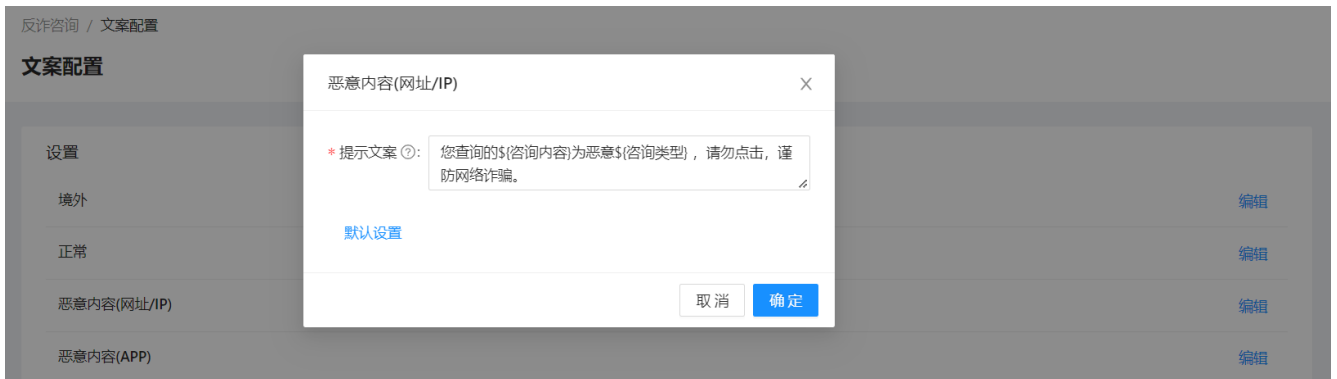 反诈咨询 / 文案配置
文案配置
恶意内容(网址/IP)
设置
* 提示文案 ?:
您查询的${咨询内容}为恶意${咨询类型} ，请勿点击，谨
防网络诈骗。
境外 编辑
默认设置
正常 编辑
取 消 确 定
恶意内容(网址/IP) 编辑
恶意内容(APP) 编辑